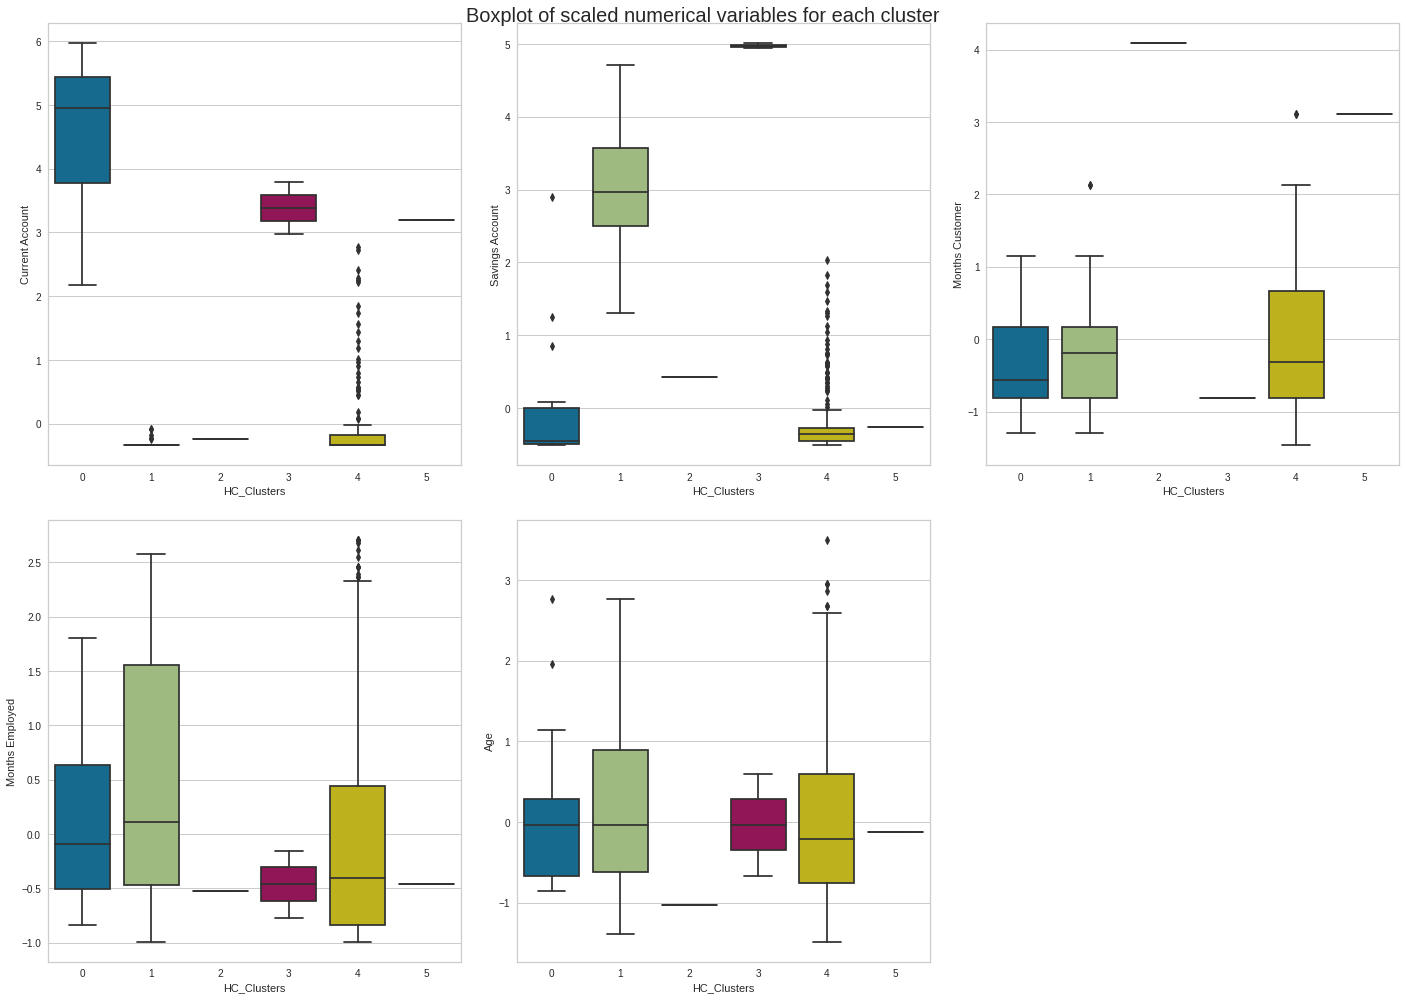 Boxplot of scaled numerical variables for each cluster
Current Account
6
5
4
3
2
1
0
0 1 2 3 4 5
HC_Clusters
Savings Account
5
4
3
2
1
0
0 1 2 3 4 5
HC_Clusters
Months Customer
4
3
2
1
0
−1
0 1 2 3 4 5
HC_Clusters
Months Employed
2.5
2.0
1.5
1.0
0.5
0.0
−0.5
−1.0
0 1 2 3 4 5
HC_Clusters
Age
3
2
1
0
−1
0 1 2 3 4 5
HC_Clusters